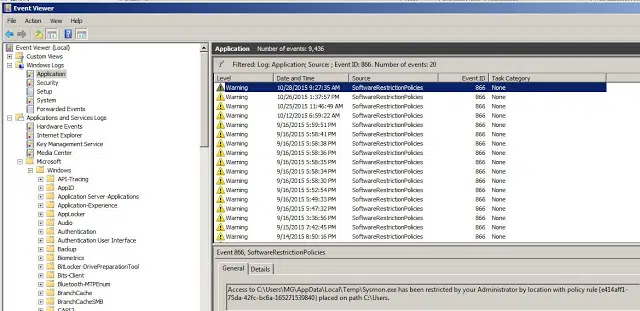 Event Viewer
File Action View Help
Event Viewer (Local)
Custom Views
Windows Logs
Application
Security
Setup
System
Forwarded Events
Applications and Services Logs
Hardware Events
Internet Explorer
Key Management Service
Media Center
Microsoft
Windows
API-Tracing
AppID
Application Server-Applications
Application-Experience
AppLocker
Audio
Authentication
Authentication User Interface
Backup
Biometrics
BitLocker-DrivePreparationTool
Bits-Client
Bluetooth-MTPEnum
BranchCache
BranchCacheSMB
CAPI2
Application Number of events: 9,436
Filtered: Log: Application; Source: ; Event ID: 866. Number of events: 20
Level Date and Time Source Event ID Task Category
Warning 10/28/2015 9:27:35 AM SoftwareRestrictionPolicies 866 None
Warning 10/26/2015 1:37:57 PM SoftwareRestrictionPolicies 866 None
Warning 10/25/2015 11:46:49 AM SoftwareRestrictionPolicies 866 None
Warning 10/12/2015 6:59:22 AM SoftwareRestrictionPolicies 866 None
Warning 9/16/2015 5:59:51 PM SoftwareRestrictionPolicies 866 None
Warning 9/16/2015 5:58:41 PM SoftwareRestrictionPolicies 866 None
Warning 9/16/2015 5:58:38 PM SoftwareRestrictionPolicies 866 None
Warning 9/16/2015 5:58:36 PM SoftwareRestrictionPolicies 866 None
Warning 9/16/2015 5:58:35 PM SoftwareRestrictionPolicies 866 None
Warning 9/16/2015 5:58:30 PM SoftwareRestrictionPolicies 866 None
Warning 9/16/2015 5:52:54 PM SoftwareRestrictionPolicies 866 None
Warning 9/16/2015 5:49:33 PM SoftwareRestrictionPolicies 866 None
Warning 9/16/2015 5:47:32 PM SoftwareRestrictionPolicies 866 None
Warning 9/16/2015 3:36:56 PM SoftwareRestrictionPolicies 866 None
Warning 9/15/2015 7:42:45 PM SoftwareRestrictionPolicies 866 None
Warning 9/14/2015 8:50:16 PM SoftwareRestrictionPolicies 866 None
Event 866, SoftwareRestrictionPolicies
General Details
Access to C:\Users\MG\AppData\Local\Temp\Sysmon.exe has been restricted by your Administrator by location with policy rule {e414aff1-
75da-42fc-bc6a-165271539840} placed on path C:\Users.